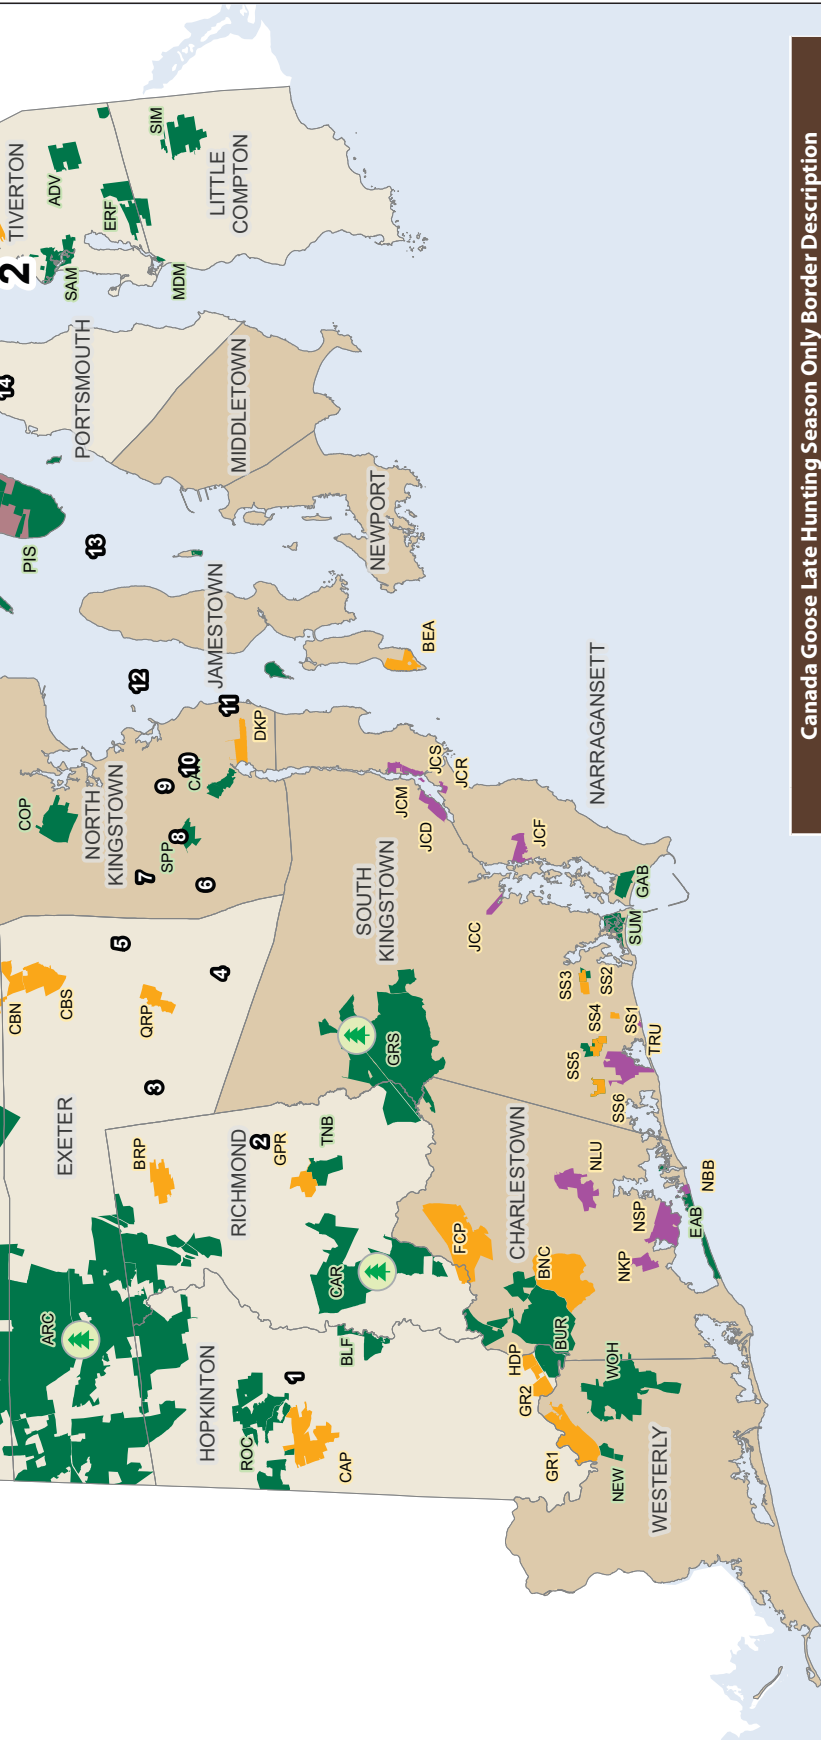 TIVERTON
ADV
SIM
LITTLE
COMPTON
ERF
2
SAM
MDM
14
PORTSMOUTH
MIDDLETOWN
NEWPORT
PIS
13
JAMESTOWN
12
11
BEA
DKP
NARRAGANSETT
COP
NORTH
KINGSTOWN
9
10
8
SPP
7
6
JCS
JCR
JCM
JCD
JCF
GAB
SOUTH
KINGSTOWN
JCC
SUM
5
4
CBN
CBS
QRP
SS3
SS2
SS4
SS1
TRU
SS5
SS6
GRS
3
EXETER
BRP
RICHMOND
2
GPR
TNB
CHARLESTOWN
NLU
NBB
NSP
EAB
NKP
FCP
BNC
CAR
ARC
BUR
BLF
HDP
GR2
WOH
1
HOPKINTON
ROC
CAP
GR1
NEW
WESTERLY
Canada Goose Late Hunting Season Only Border Description